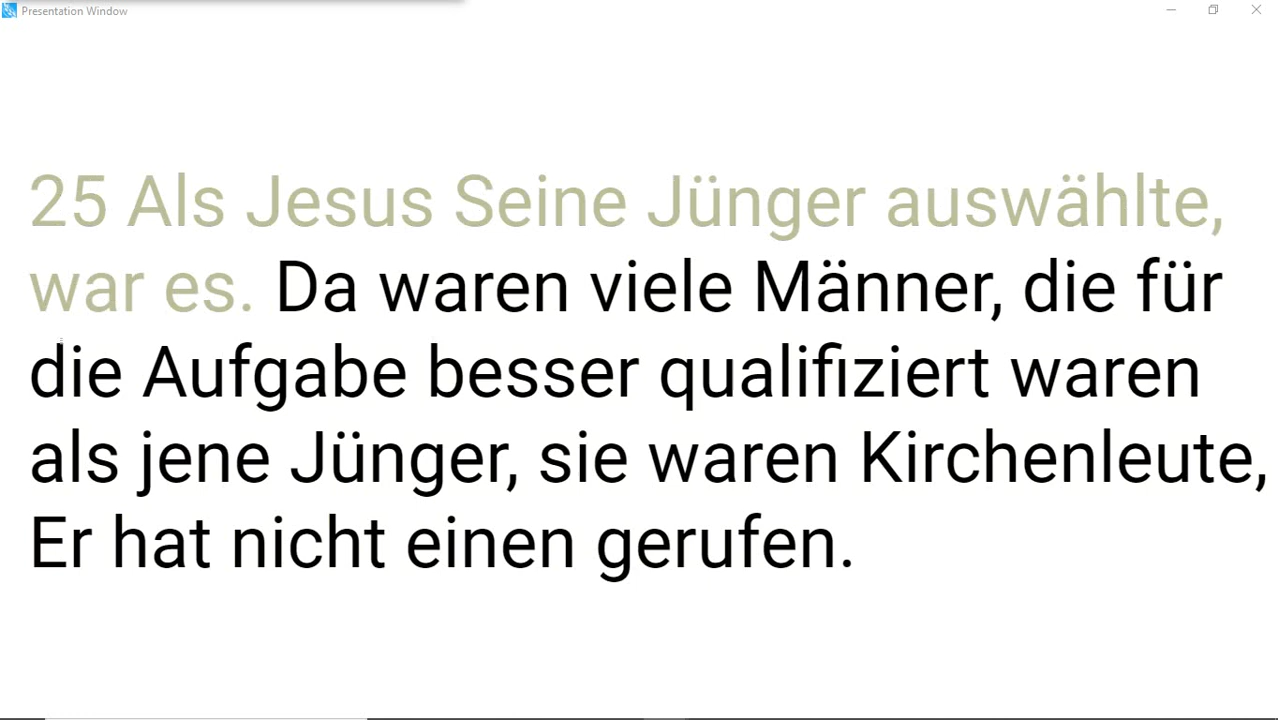 Presentation Window
25 Als Jesus Seine Jünger auswählte,
war es. Da waren viele Männer, die für
die Aufgabe besser qualifiziert waren
als jene Jünger, sie waren Kirchenleute,
Er hat nicht einen gerufen.